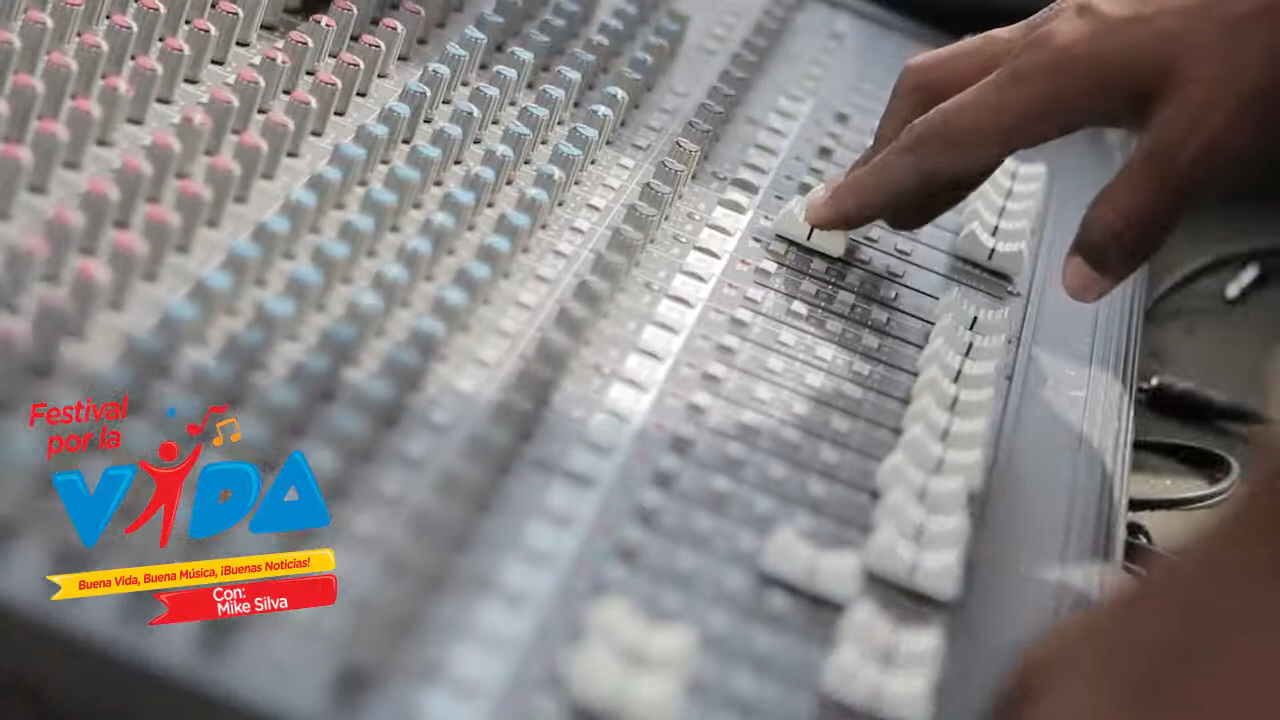 Festival
por la
VIDA
Buena Vida, Buena Música, ¡Buenas Noticias!
Con:
Mike Silva